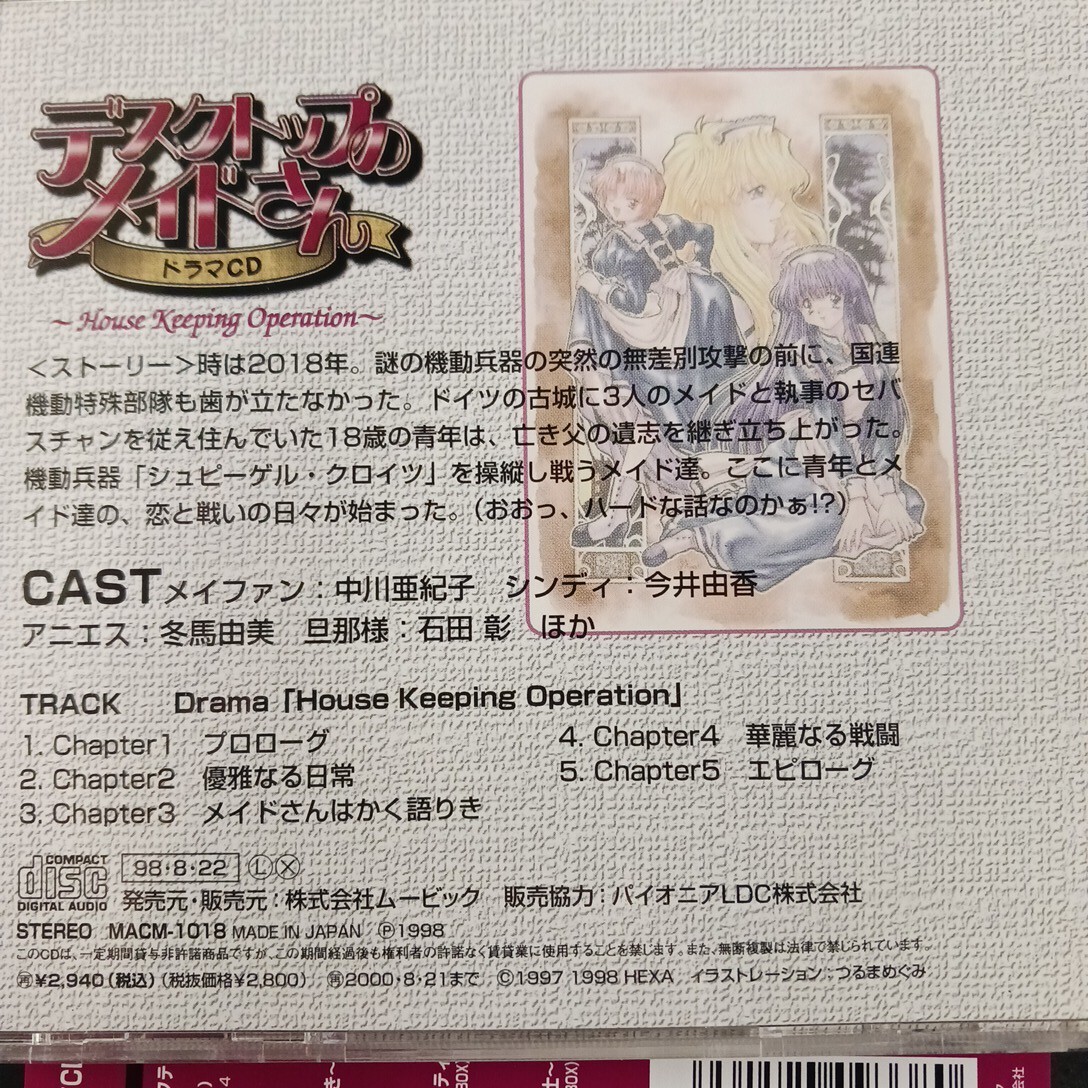 デスクトップの
メイドさん
ドラマCD
～House Keeping Operation～
＜ストーリー＞時は2018年。謎の機動兵器の突然の無差別攻撃の前に、国連
機動特殊部隊も歯が立たなかった。ドイツの古城に3人のメイドと執事のセバ
スチャンを従え住んでいた18歳の青年は、亡き父の遺志を継ぎ立ち上がった。
機動兵器「シュピーゲル・クロイツ」を操縦し戦うメイド達。ここに青年とメ
イド達の、恋と戦いの日々が始まった。（おおっ、ハードな話なのかぁ!?）
CAST メイファン：中川亜紀子　シンディ：今井由香
アニエス：冬馬由美　旦那様：石田 彰　ほか
TRACK　Drama「House Keeping Operation」
1. Chapter1　プロローグ
2. Chapter2　優雅なる日常
3. Chapter3　メイドさんはかく語りき
4. Chapter4　華麗なる戦闘
5. Chapter5　エピローグ
COMPACT
disc
DIGITAL AUDIO
98・8・22 Ⓛ Ⓧ
発売元・販売元：株式会社ムービック　販売協力：パイオニアLDC株式会社
STEREO MACM-1018 MADE IN JAPAN Ⓟ1998
このCDは、一定期間貸与非許諾商品ですが、この期間経過後も権利者の許諾なく賃貸業に使用することを禁じます。また、無断複製は法律で禁じられています。
㊢¥2,940（税込）（税抜価格¥2,800）　㊢2000・8・21まで　©1997 1998 HEXA　イラストレーション：つるまめぐみ